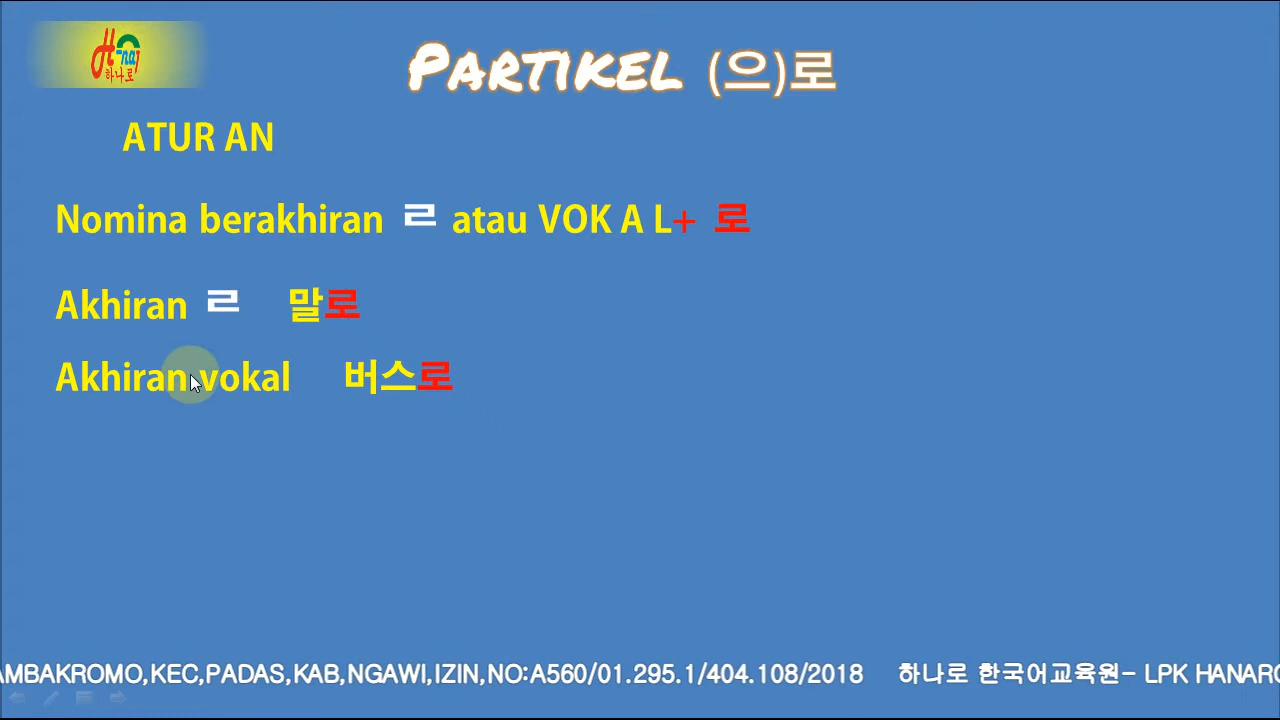 H-naj
하나로
PARTIKEL (으)로
ATUR AN
Nomina berakhiran ㄹ atau VOK A L+ 로
Akhiran ㄹ 말로
Akhiran vokal 버스로
AMBAKROMO,KEC,PADAS,KAB,NGAWI,IZIN,NO:A560/01.295.1/404.108/2018 하나로 한국어교육원- LPK HANARO